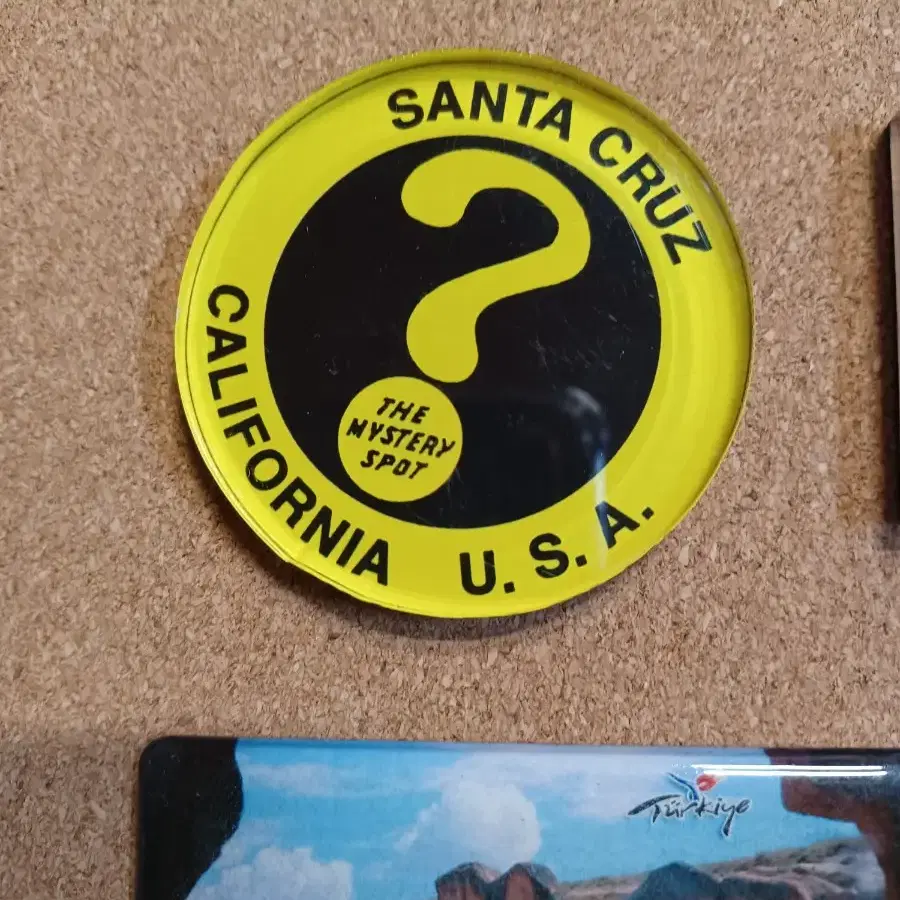 SANTA CRUZ
THE
MYSTERY
SPOT
CALIFORNIA U.S.A.
Türkiye